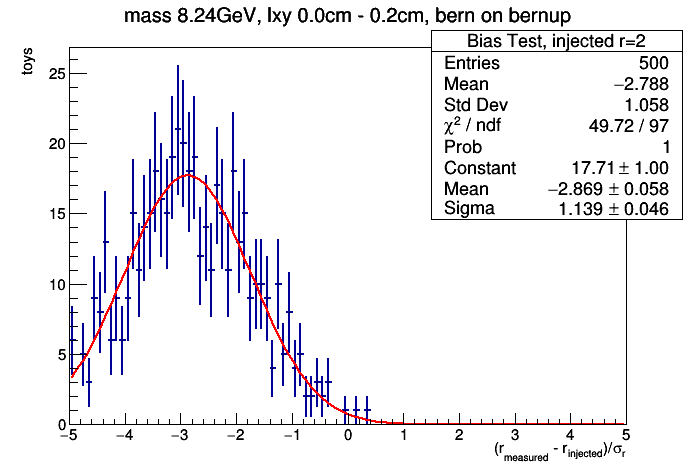 mass 8.24GeV, lxy 0.0cm - 0.2cm, bern on bernup
toys
Bias Test, injected r=2
Entries 500
Mean −2.788
Std Dev 1.058
χ² / ndf 49.72 / 97
Prob 1
Constant 17.71 ± 1.00
Mean −2.869 ± 0.058
Sigma 1.139 ± 0.046
25
20
15
10
5
0
−5 −4 −3 −2 −1 0 1 2 3 4 5
(r_measured - r_injected)/σ_r